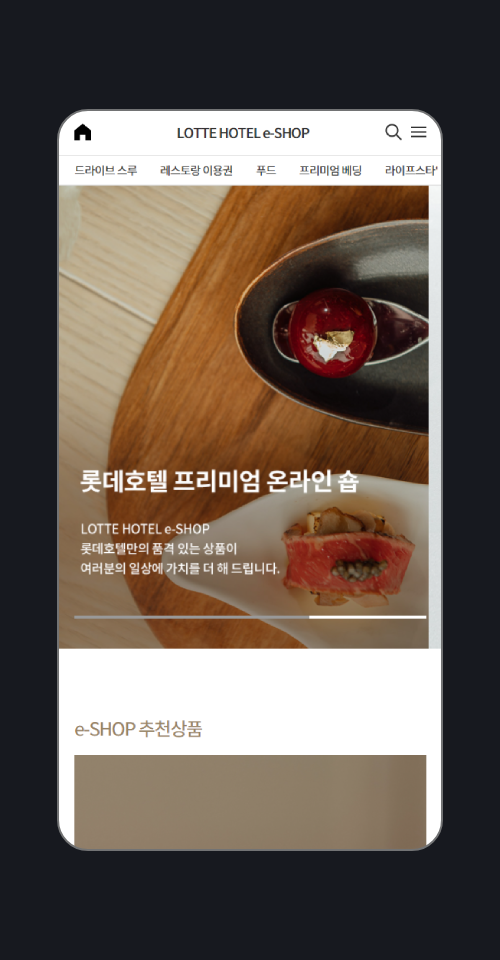 LOTTE HOTEL e-SHOP
드라이브 스루 레스토랑 이용권 푸드 프리미엄 베딩 라이프스타
롯데호텔 프리미엄 온라인 숍
LOTTE HOTEL e-SHOP
롯데호텔만의 품격 있는 상품이
여러분의 일상에 가치를 더 해 드립니다.
e-SHOP 추천상품